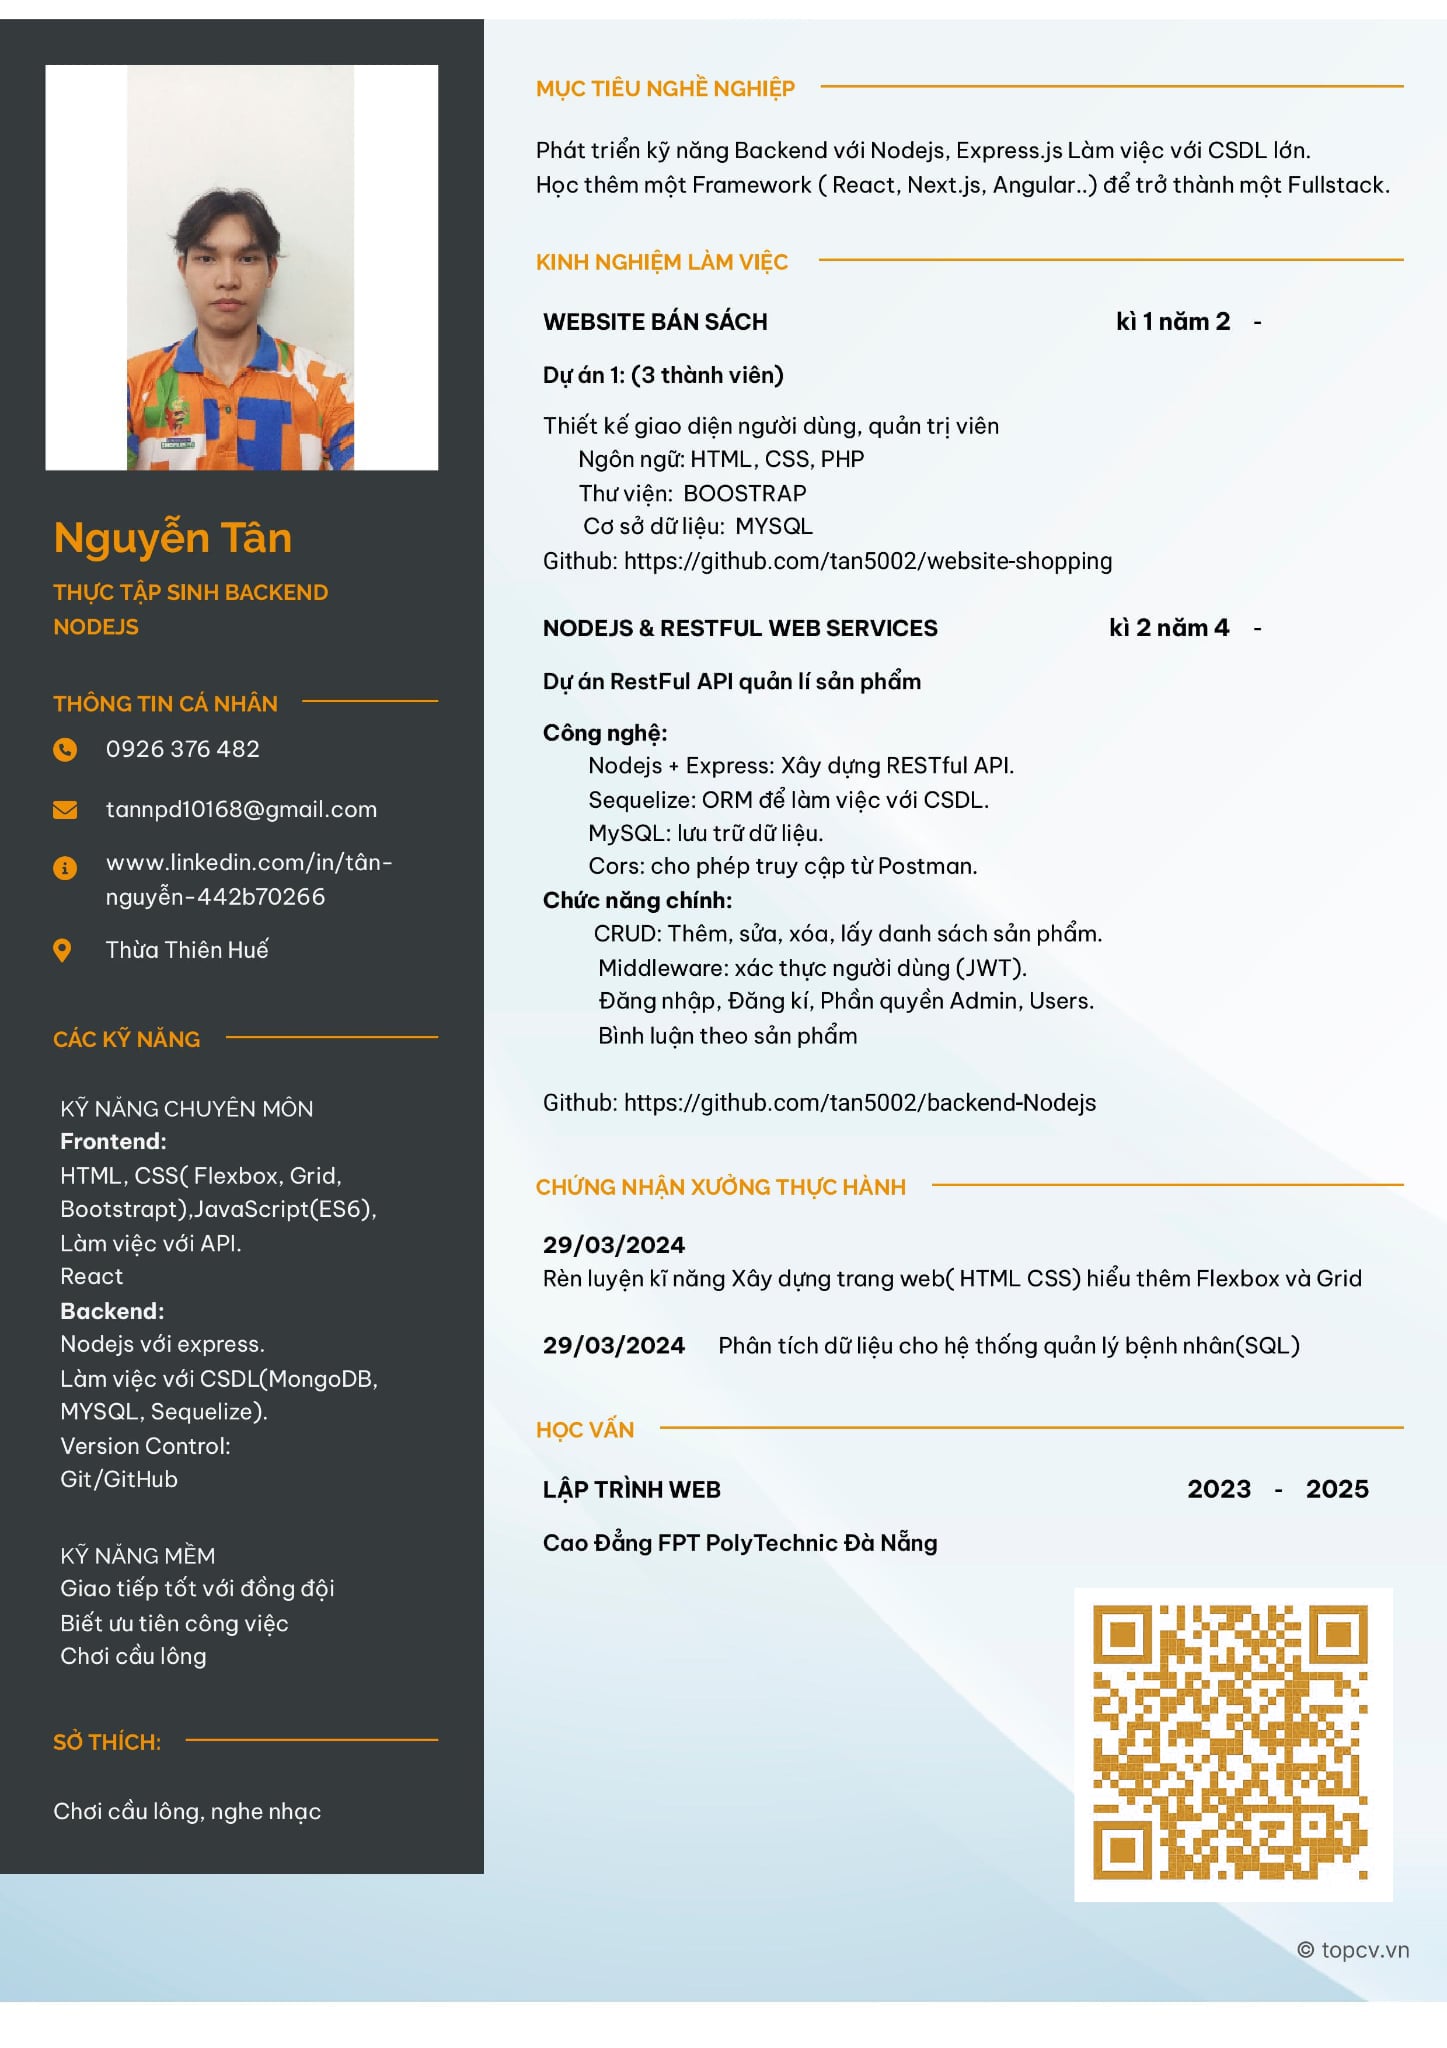 Nguyễn Tân
THỰC TẬP SINH BACKEND
NODEJS
THÔNG TIN CÁ NHÂN
0926 376 482
tannpd10168@gmail.com
www.linkedin.com/in/tân-
nguyễn-442b70266
Thừa Thiên Huế
CÁC KỸ NĂNG
KỸ NĂNG CHUYÊN MÔN
Frontend:
HTML, CSS( Flexbox, Grid,
Bootstrapt),JavaScript(ES6),
Làm việc với API.
React
Backend:
Nodejs với express.
Làm việc với CSDL(MongoDB,
MYSQL, Sequelize).
Version Control:
Git/GitHub
KỸ NĂNG MỀM
Giao tiếp tốt với đồng đội
Biết ưu tiên công việc
Chơi cầu lông
SỞ THÍCH:
Chơi cầu lông, nghe nhạc
MỤC TIÊU NGHỀ NGHIỆP
Phát triển kỹ năng Backend với Nodejs, Express.js Làm việc với CSDL lớn.
Học thêm một Framework ( React, Next.js, Angular..) để trở thành một Fullstack.
KINH NGHIỆM LÀM VIỆC
WEBSITE BÁN SÁCH kì 1 năm 2 -
Dự án 1: (3 thành viên)
Thiết kế giao diện người dùng, quản trị viên
Ngôn ngữ: HTML, CSS, PHP
Thư viện: BOOSTRAP
Cơ sở dữ liệu: MYSQL
Github: https://github.com/tan5002/website-shopping
NODEJS & RESTFUL WEB SERVICES kì 2 năm 4 -
Dự án RestFul API quản lí sản phẩm
Công nghệ:
Nodejs + Express: Xây dựng RESTful API.
Sequelize: ORM để làm việc với CSDL.
MySQL: lưu trữ dữ liệu.
Cors: cho phép truy cập từ Postman.
Chức năng chính:
CRUD: Thêm, sửa, xóa, lấy danh sách sản phẩm.
Middleware: xác thực người dùng (JWT).
Đăng nhập, Đăng kí, Phần quyền Admin, Users.
Bình luận theo sản phẩm
Github: https://github.com/tan5002/backend-Nodejs
CHỨNG NHẬN XƯỞNG THỰC HÀNH
29/03/2024
Rèn luyện kĩ năng Xây dựng trang web( HTML CSS) hiểu thêm Flexbox và Grid
29/03/2024 Phân tích dữ liệu cho hệ thống quản lý bệnh nhân(SQL)
HỌC VẤN
LẬP TRÌNH WEB 2023 - 2025
Cao Đẳng FPT PolyTechnic Đà Nẵng
© topcv.vn